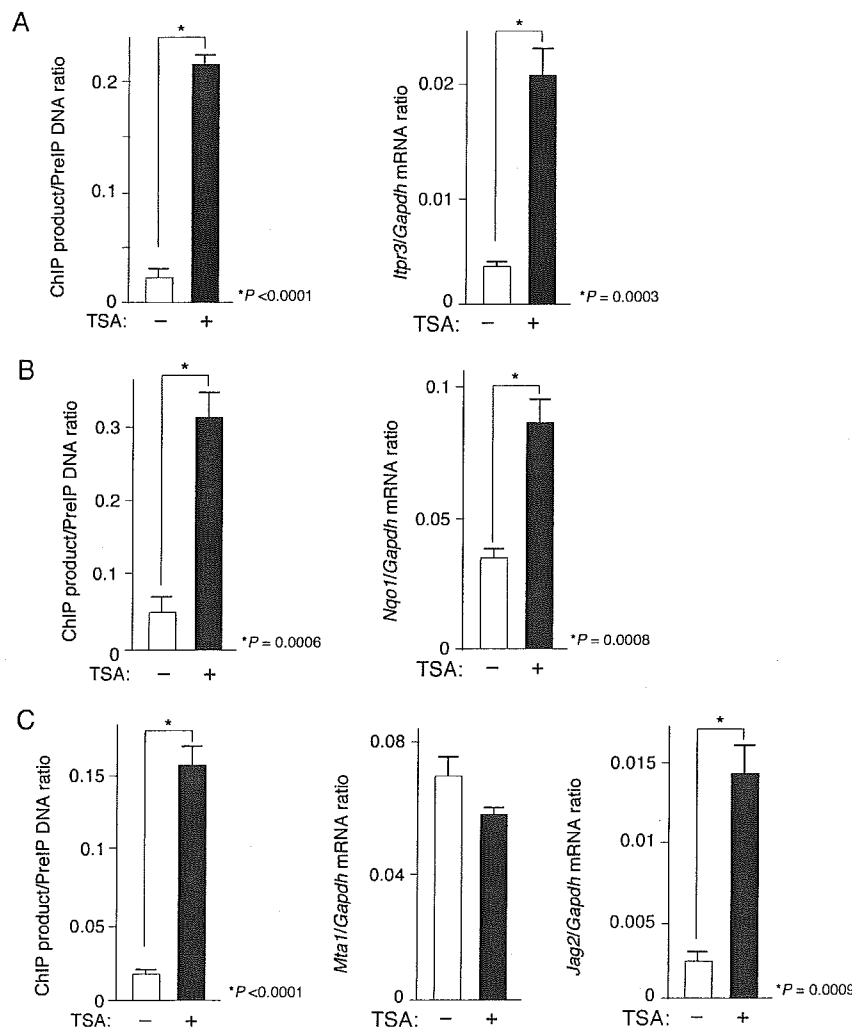 A
ChIP product/PreIP DNA ratio
0.2
0.1
0
*
*P <0.0001
TSA: − +
Itpr3/Gapdh mRNA ratio
0.02
0.01
0
*
*P = 0.0003
TSA: − +
B
ChIP product/PreIP DNA ratio
0.3
0.2
0.1
0
*
*P = 0.0006
TSA: − +
Nqo1/Gapdh mRNA ratio
0.1
0.05
0
*
*P = 0.0008
TSA: − +
C
ChIP product/PreIP DNA ratio
0.15
0.1
0.05
0
*
*P <0.0001
TSA: − +
Mta1/Gapdh mRNA ratio
0.08
0.04
0
TSA: − +
Jag2/Gapdh mRNA ratio
0.015
0.01
0.005
0
*
*P = 0.0009
TSA: − +